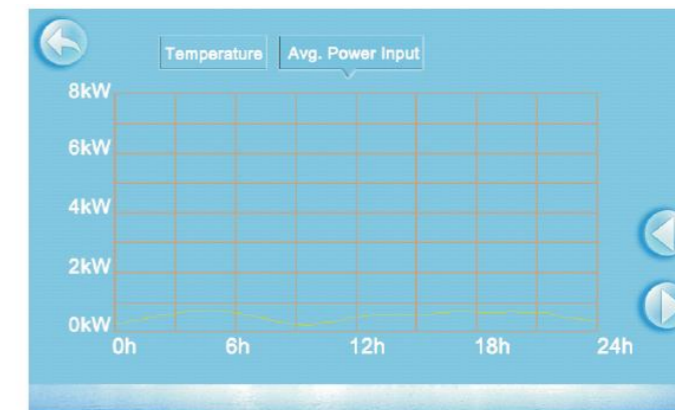 Temperature Avg. Power Input
8kW
6kW
4kW
2kW
0kW
0h 6h 12h 18h 24h